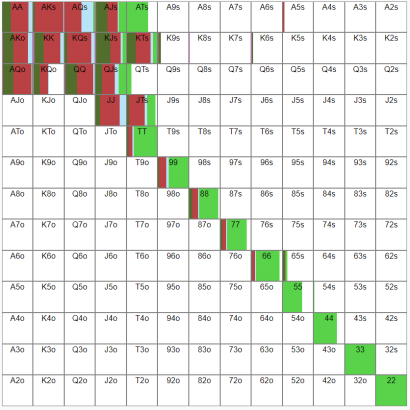 AA AKs AQs AJs ATs A9s A8s A7s A6s A5s A4s A3s A2s
AKo KK KQs KJs KTs K9s K8s K7s K6s K5s K4s K3s K2s
AQo KQo QQ QJs QTs Q9s Q8s Q7s Q6s Q5s Q4s Q3s Q2s
AJo KJo QJo JJ JTs J9s J8s J7s J6s J5s J4s J3s J2s
ATo KTo QTo JTo TT T9s T8s T7s T6s T5s T4s T3s T2s
A9o K9o Q9o J9o T9o 99 98s 97s 96s 95s 94s 93s 92s
A8o K8o Q8o J8o T8o 98o 88 87s 86s 85s 84s 83s 82s
A7o K7o Q7o J7o T7o 97o 87o 77 76s 75s 74s 73s 72s
A6o K6o Q6o J6o T6o 96o 86o 76o 66 65s 64s 63s 62s
A5o K5o Q5o J5o T5o 95o 85o 75o 65o 55 54s 53s 52s
A4o K4o Q4o J4o T4o 94o 84o 74o 64o 54o 44 43s 42s
A3o K3o Q3o J3o T3o 93o 83o 73o 63o 53o 43o 33 32s
A2o K2o Q2o J2o T2o 92o 82o 72o 62o 52o 42o 32o 22